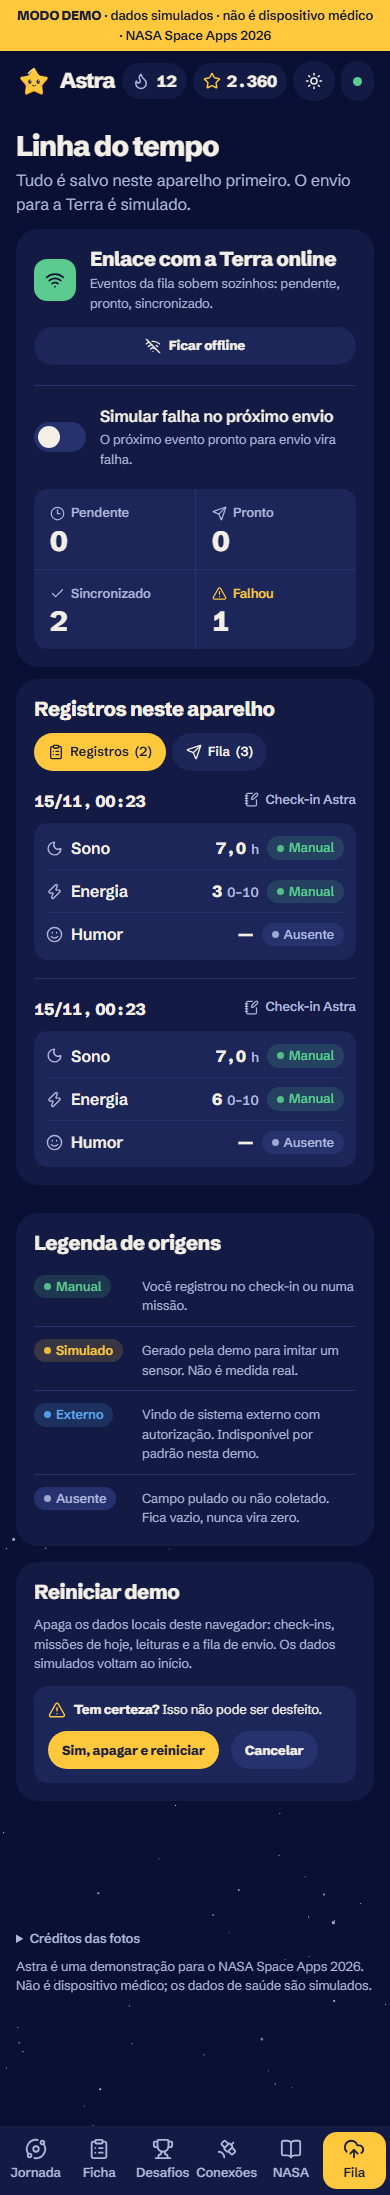 MODO DEMO · dados simulados · não é dispositivo médico
· NASA Space Apps 2026
Astra 12 2.360
Linha do tempo
Tudo é salvo neste aparelho primeiro. O envio
para a Terra é simulado.
Enlace com a Terra online
Eventos da fila sobem sozinhos: pendente,
pronto, sincronizado.
Ficar offline
Simular falha no próximo envio
O próximo evento pronto para envio vira
falha.
Pendente Pronto
0 0
Sincronizado Falhou
2 1
Registros neste aparelho
Registros (2) Fila (3)
15/11, 00:23 Check-in Astra
Sono 7,0 h Manual
Energia 3 0-10 Manual
Humor — Ausente
15/11, 00:23 Check-in Astra
Sono 7,0 h Manual
Energia 6 0-10 Manual
Humor — Ausente
Legenda de origens
Manual Você registrou no check-in ou numa
missão.
Simulado Gerado pela demo para imitar um
sensor. Não é medida real.
Externo Vindo de sistema externo com
autorização. Indisponível por
padrão nesta demo.
Ausente Campo pulado ou não coletado.
Fica vazio, nunca vira zero.
Reiniciar demo
Apaga os dados locais deste navegador: check-ins,
missões de hoje, leituras e a fila de envio. Os dados
simulados voltam ao início.
Tem certeza? Isso não pode ser desfeito.
Sim, apagar e reiniciar Cancelar
Créditos das fotos
Astra é uma demonstração para o NASA Space Apps 2026.
Não é dispositivo médico; os dados de saúde são simulados.
Jornada Ficha Desafios Conexões NASA Fila